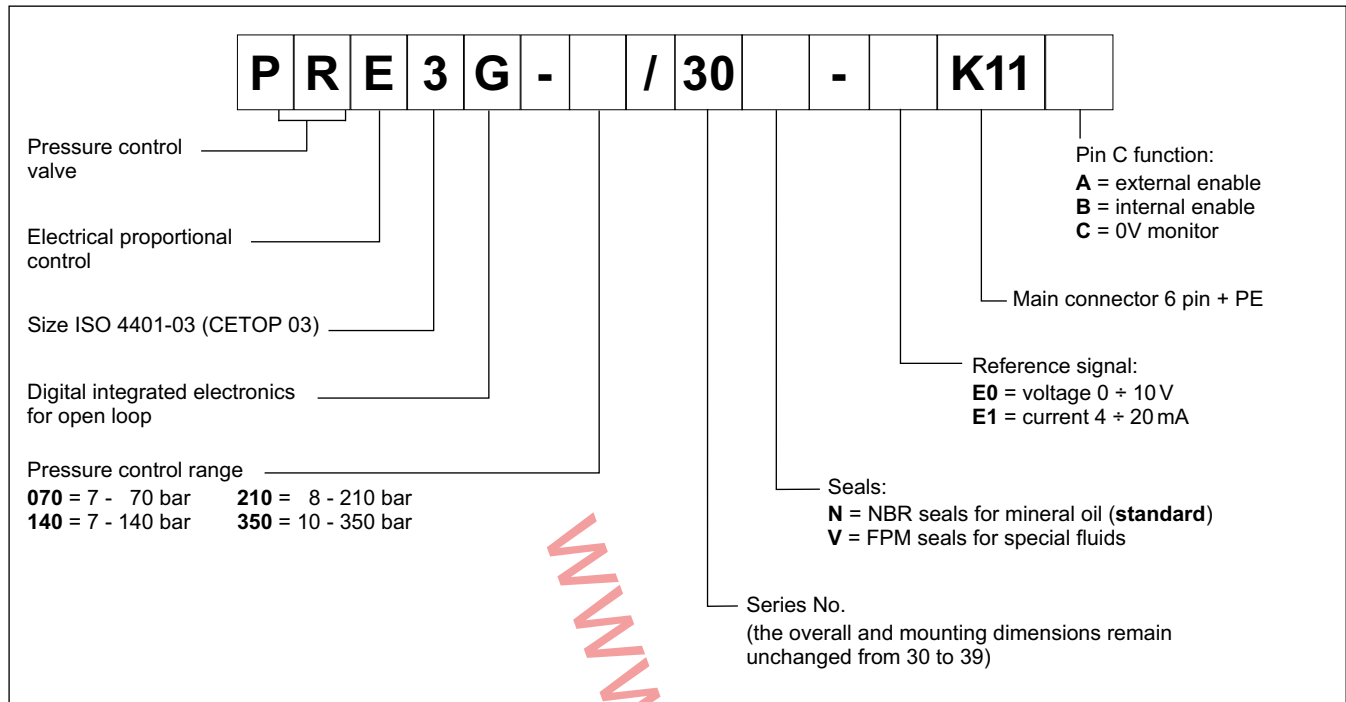 P R E 3 G - / 30 - K11
Pressure control
valve
Electrical proportional
control
Size ISO 4401-03 (CETOP 03)
Digital integrated electronics
for open loop
Pressure control range
070 = 7 - 70 bar 210 = 8 - 210 bar
140 = 7 - 140 bar 350 = 10 - 350 bar
Pin C function:
A = external enable
B = internal enable
C = 0V monitor
Main connector 6 pin + PE
Reference signal:
E0 = voltage 0 ÷ 10 V
E1 = current 4 ÷ 20 mA
Seals:
N = NBR seals for mineral oil (standard)
V = FPM seals for special fluids
Series No.
(the overall and mounting dimensions remain
unchanged from 30 to 39)